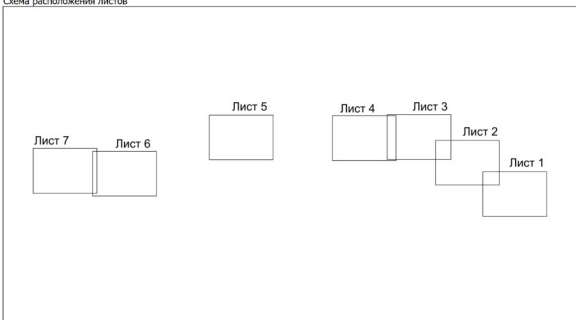 Схема расположения листов
Лист 5
Лист 4
Лист 3
Лист 2
Лист 7
Лист 6
Лист 1